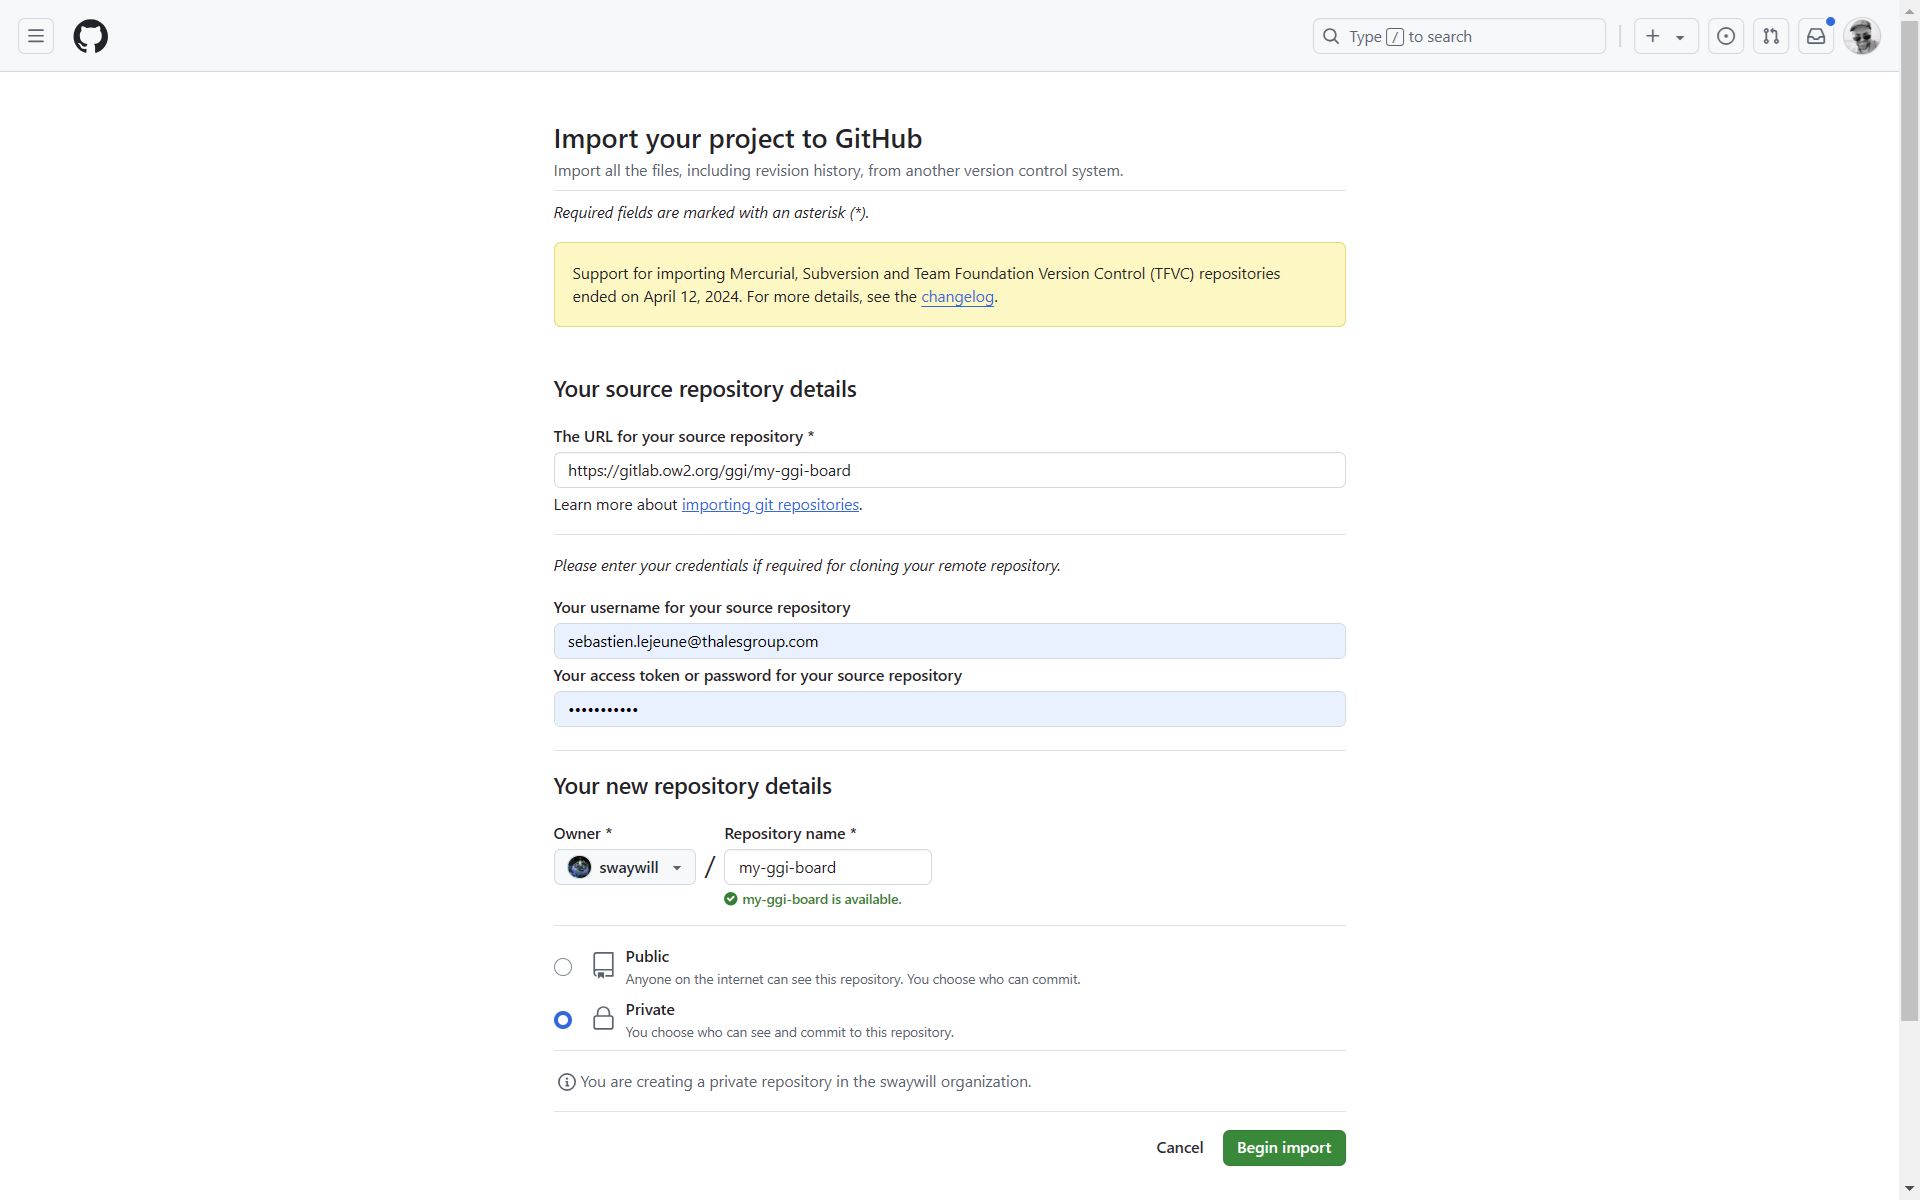 Type / to search
Import your project to GitHub
Import all the files, including revision history, from another version control system.
Required fields are marked with an asterisk (*).
Support for importing Mercurial, Subversion and Team Foundation Version Control (TFVC) repositories
ended on April 12, 2024. For more details, see the changelog.
Your source repository details
The URL for your source repository *
https://gitlab.ow2.org/ggi/my-ggi-board
Learn more about importing git repositories.
Please enter your credentials if required for cloning your remote repository.
Your username for your source repository
sebastien.lejeune@thalesgroup.com
Your access token or password for your source repository
•••••••••••
Your new repository details
Owner * Repository name *
swaywill / my-ggi-board
my-ggi-board is available.
Public
Anyone on the internet can see this repository. You choose who can commit.
Private
You choose who can see and commit to this repository.
You are creating a private repository in the swaywill organization.
Cancel Begin import